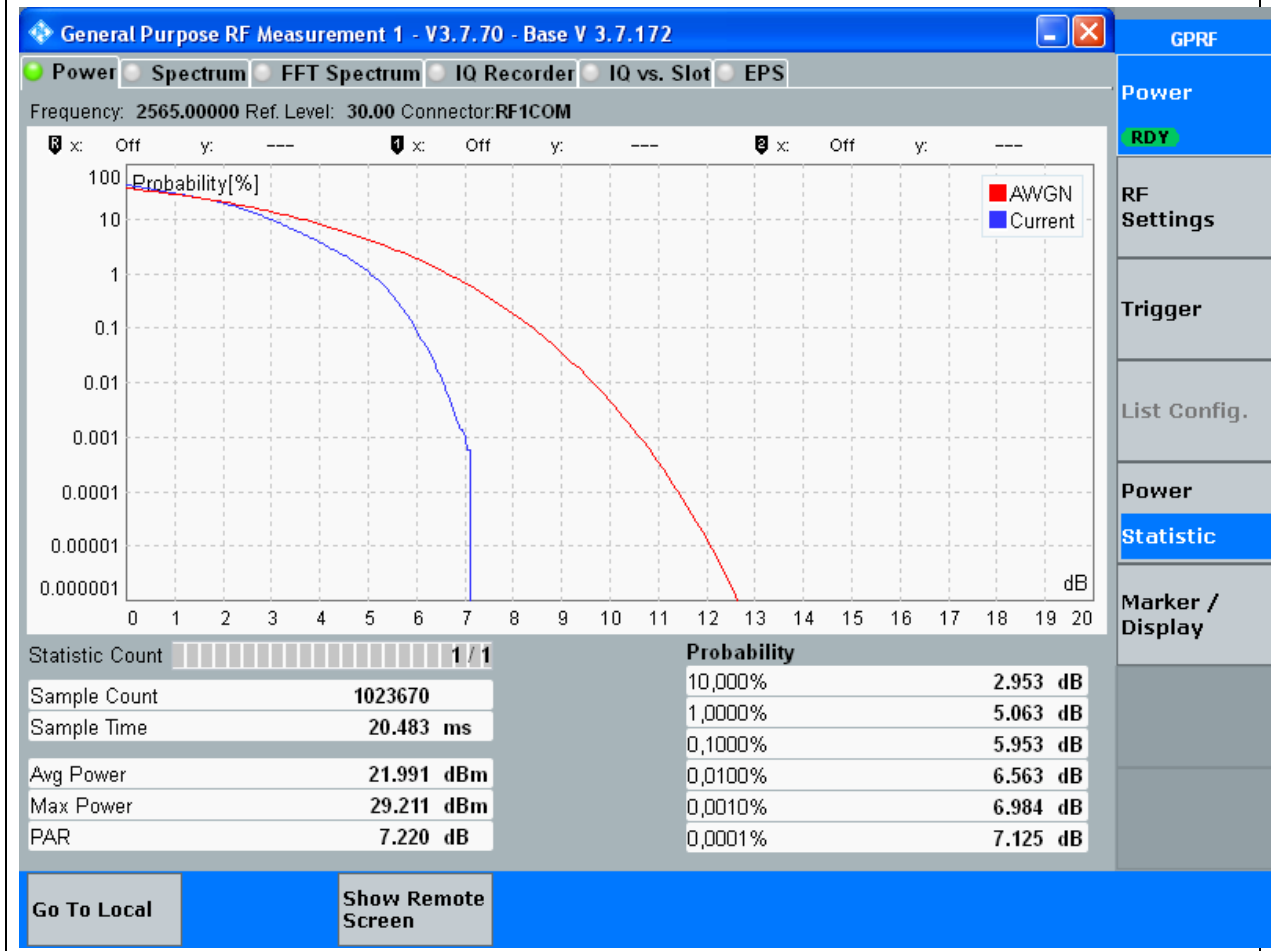 General Purpose RF Measurement 1 - V3.7.70 - Base V 3.7.172
GPRF
Power Spectrum FFT Spectrum IQ Recorder IQ vs. Slot EPS
Frequency: 2565.00000 Ref. Level: 30.00 Connector:RF1COM
R x: Off y: --- 1 x: Off y: --- 2 x: Off y: ---
Probability[%]
AWGN
Current
100
10
1
0.1
0.01
0.001
0.0001
0.00001
0.000001
dB
0 1 2 3 4 5 6 7 8 9 10 11 12 13 14 15 16 17 18 19 20
Statistic Count 1 / 1
Sample Count 1023670
Sample Time 20.483 ms
Avg Power 21.991 dBm
Max Power 29.211 dBm
PAR 7.220 dB
Probability
10,000% 2.953 dB
1,0000% 5.063 dB
0,1000% 5.953 dB
0,0100% 6.563 dB
0,0010% 6.984 dB
0,0001% 7.125 dB
Power
RDY
RF
Settings
Trigger
List Config.
Power
Statistic
Marker /
Display
Go To Local
Show Remote
Screen